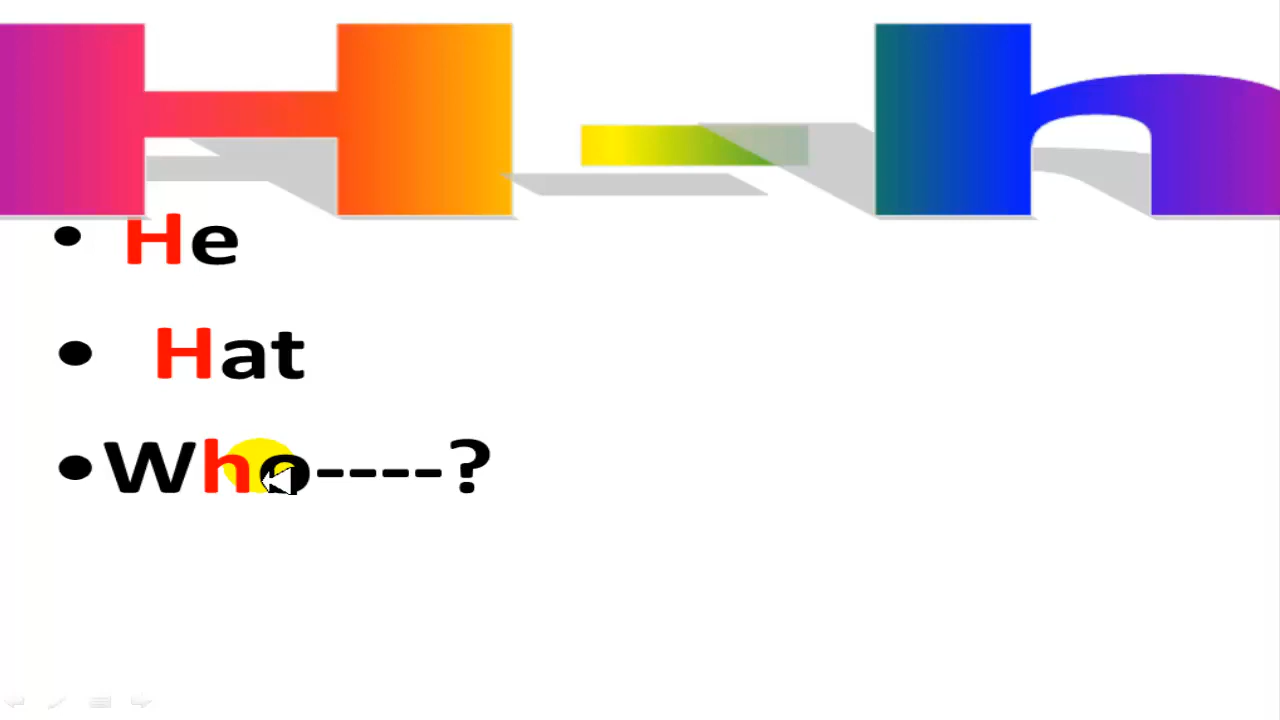 H - h
• He
• Hat
•Who----?